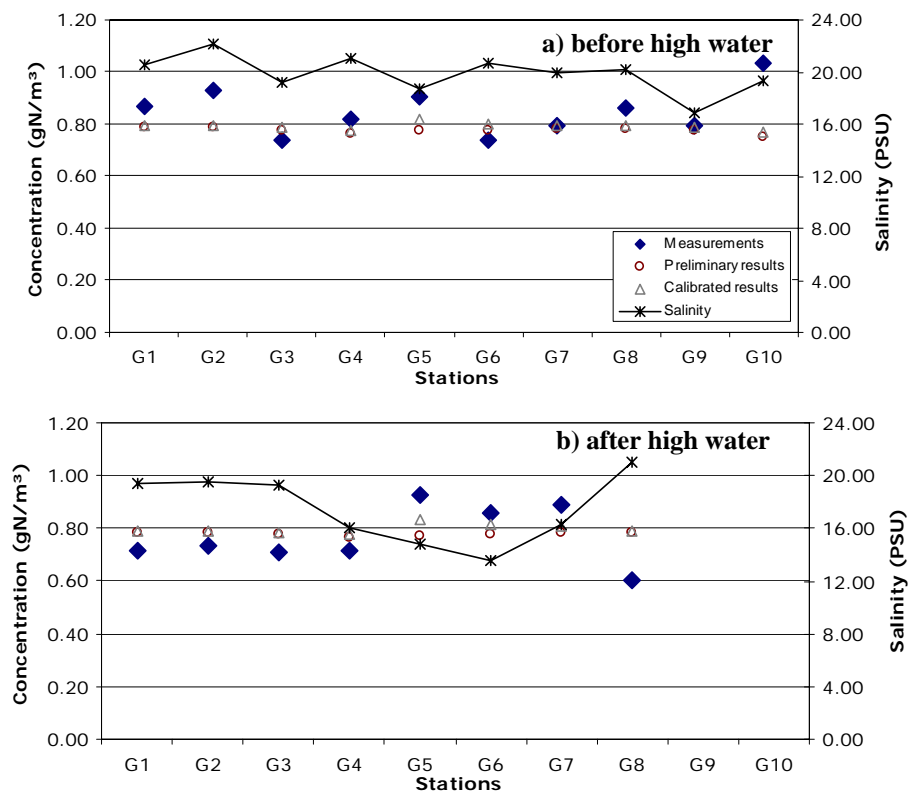 a) before high water
1.20
1.00
0.80
0.60
0.40
0.20
0.00
Concentration (gN/m³)
24.00
20.00
16.00
12.00
8.00
4.00
0.00
Salinity (PSU)
Measurements
Preliminary results
Calibrated results
Salinity
G1 G2 G3 G4 G5 G6 G7 G8 G9 G10
Stations
b) after high water
1.20
1.00
0.80
0.60
0.40
0.20
0.00
Concentration (gN/m³)
24.00
20.00
16.00
12.00
8.00
4.00
0.00
Salinity (PSU)
G1 G2 G3 G4 G5 G6 G7 G8 G9 G10
Stations